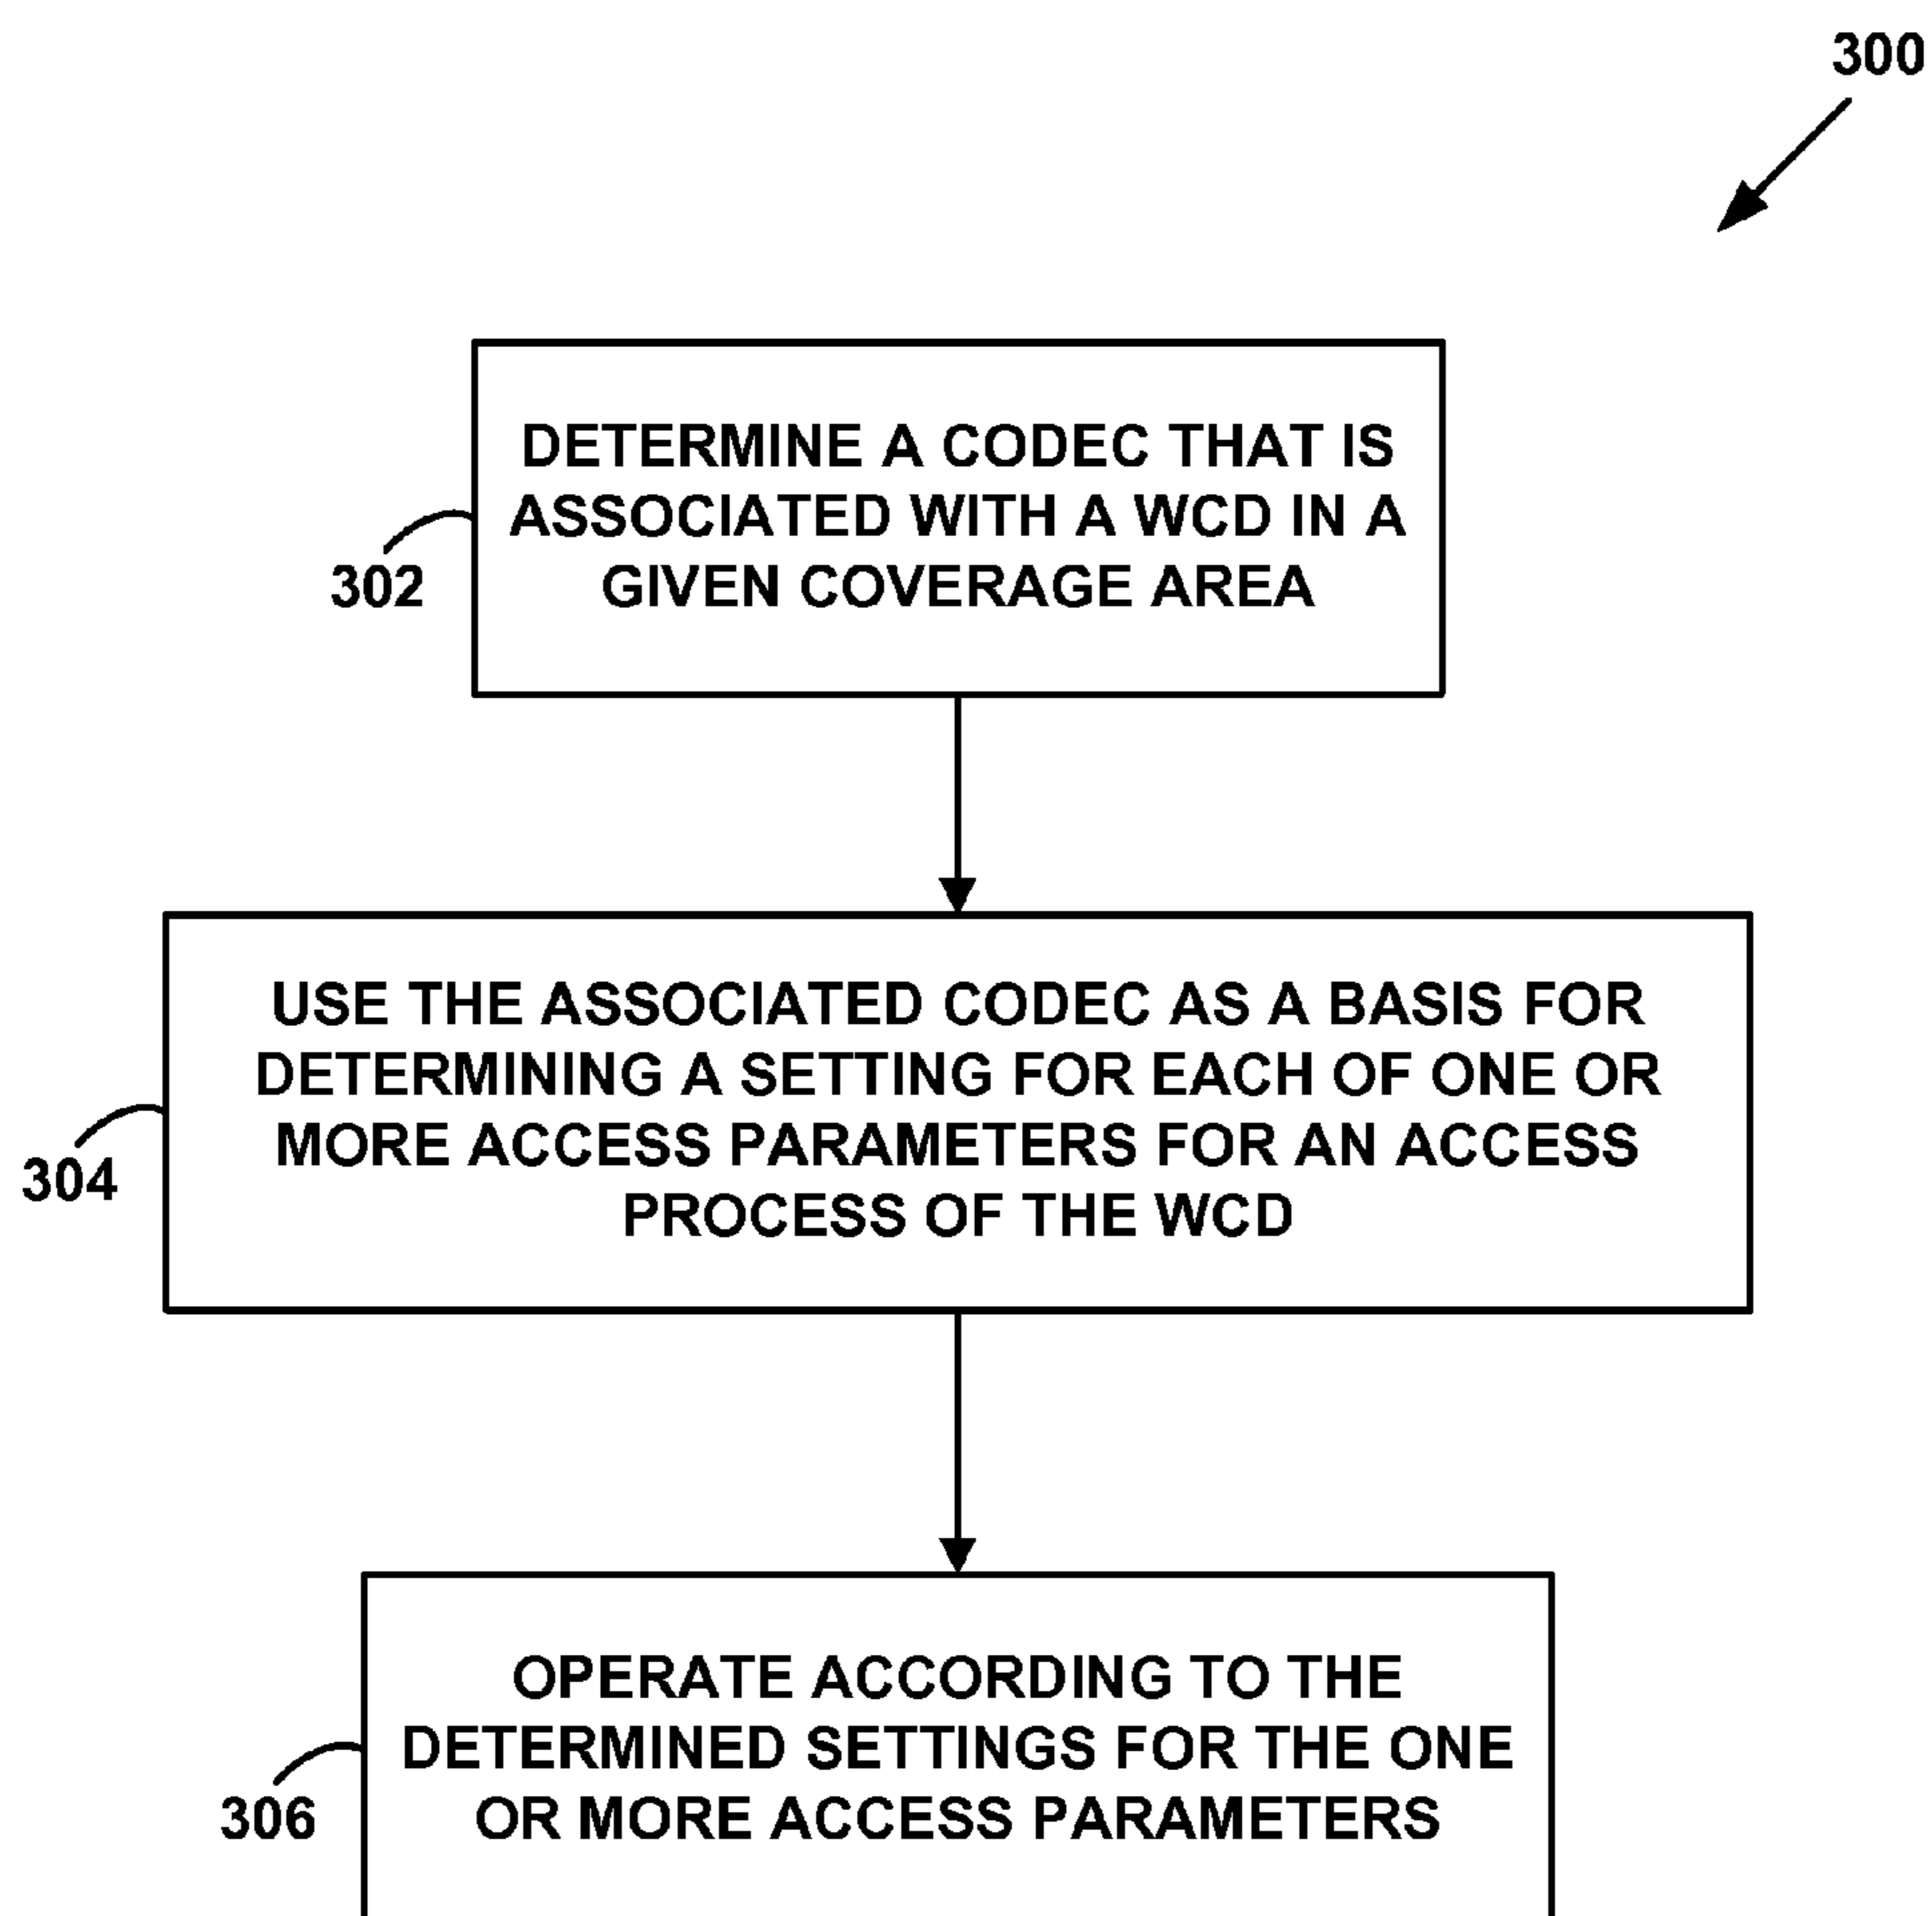 300
DETERMINE A CODEC THAT IS
ASSOCIATED WITH A WCD IN A
GIVEN COVERAGE AREA
302
USE THE ASSOCIATED CODEC AS A BASIS FOR
DETERMINING A SETTING FOR EACH OF ONE OR
MORE ACCESS PARAMETERS FOR AN ACCESS
PROCESS OF THE WCD
304
OPERATE ACCORDING TO THE
DETERMINED SETTINGS FOR THE ONE
OR MORE ACCESS PARAMETERS
306